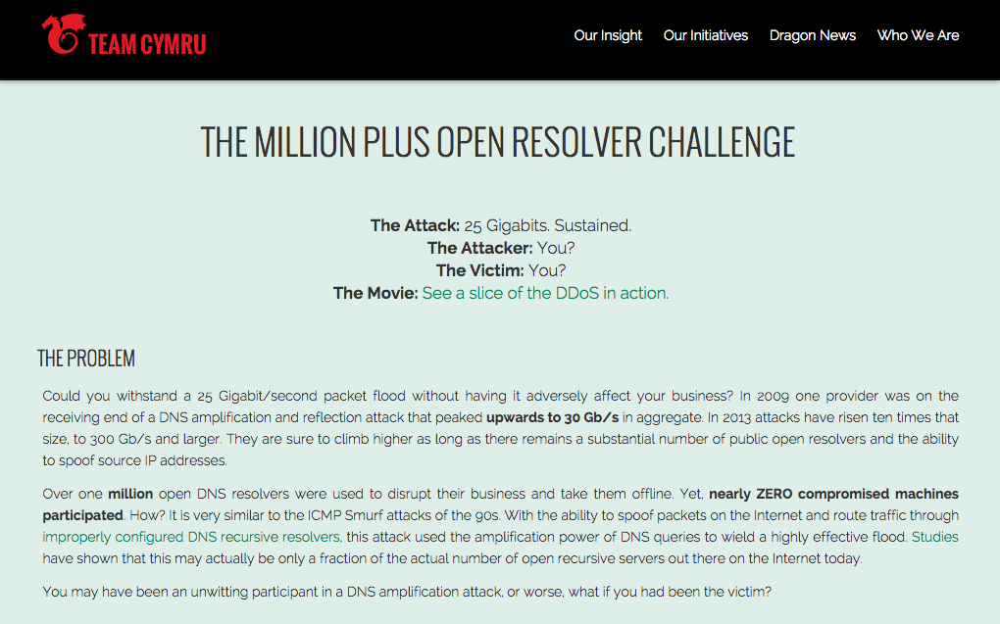 TEAM CYMRU
Our Insight Our Initiatives Dragon News Who We Are
THE MILLION PLUS OPEN RESOLVER CHALLENGE
The Attack: 25 Gigabits. Sustained.
The Attacker: You?
The Victim: You?
The Movie: See a slice of the DDoS in action.
THE PROBLEM
Could you withstand a 25 Gigabit/second packet flood without having it adversely affect your business? In 2009 one provider was on the
receiving end of a DNS amplification and reflection attack that peaked upwards to 30 Gb/s in aggregate. In 2013 attacks have risen ten times that
size, to 300 Gb/s and larger. They are sure to climb higher as long as there remains a substantial number of public open resolvers and the ability
to spoof source IP addresses.
Over one million open DNS resolvers were used to disrupt their business and take them offline. Yet, nearly ZERO compromised machines
participated. How? It is very similar to the ICMP Smurf attacks of the 90s. With the ability to spoof packets on the Internet and route traffic through
improperly configured DNS recursive resolvers, this attack used the amplification power of DNS queries to wield a highly effective flood. Studies
have shown that this may actually be only a fraction of the actual number of open recursive servers out there on the Internet today.
You may have been an unwitting participant in a DNS amplification attack, or worse, what if you had been the victim?